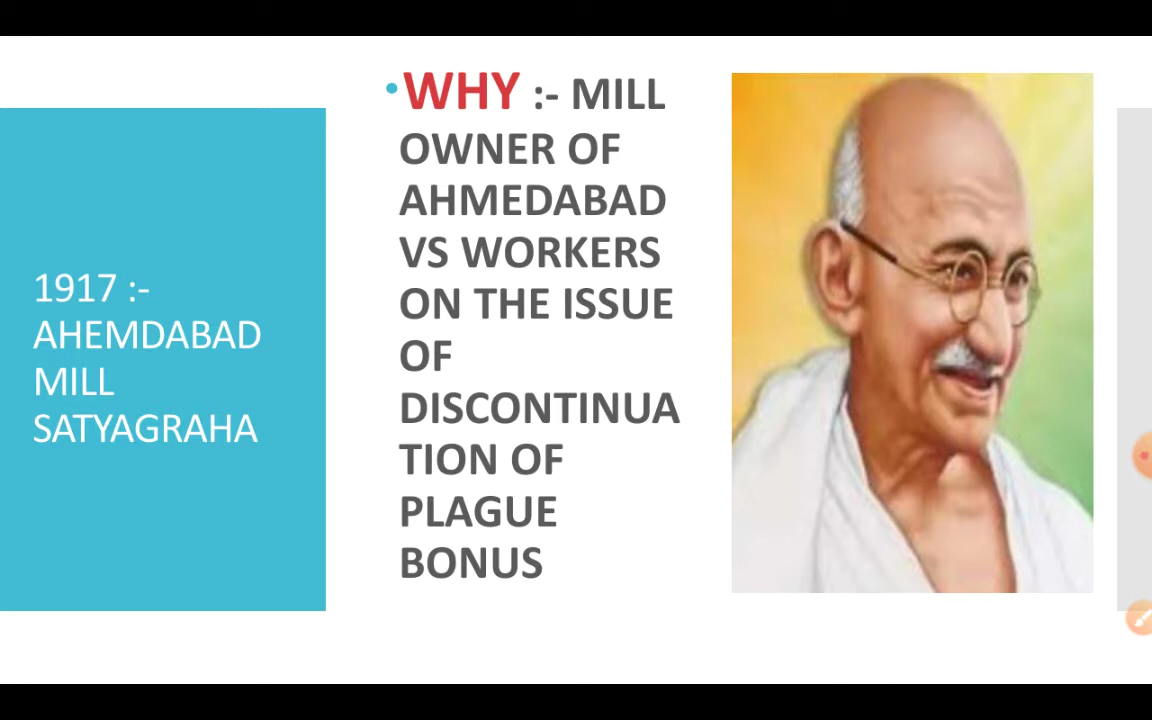 1917 :-
AHEMDABAD
MILL
SATYAGRAHA
•WHY :- MILL
OWNER OF
AHMEDABAD
VS WORKERS
ON THE ISSUE
OF
DISCONTINUA
TION OF
PLAGUE
BONUS